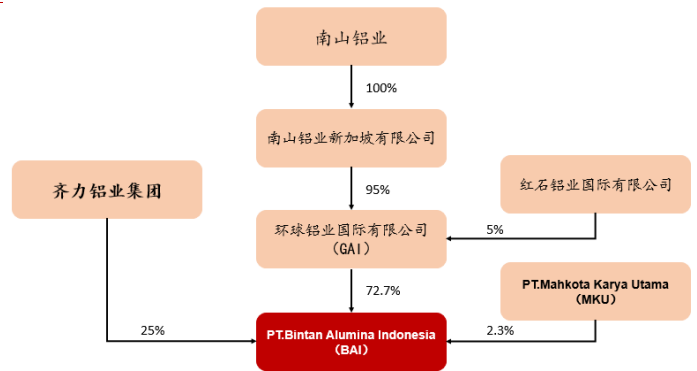 南山铝业
100%
南山铝业新加坡有限公司
齐力铝业集团
95%
红石铝业国际有限公司
环球铝业国际有限公司
（GAI）
5%
72.7%
PT.Mahkota Karya Utama
（MKU）
25%
PT.Bintan Alumina Indonesia
（BAI）
2.3%